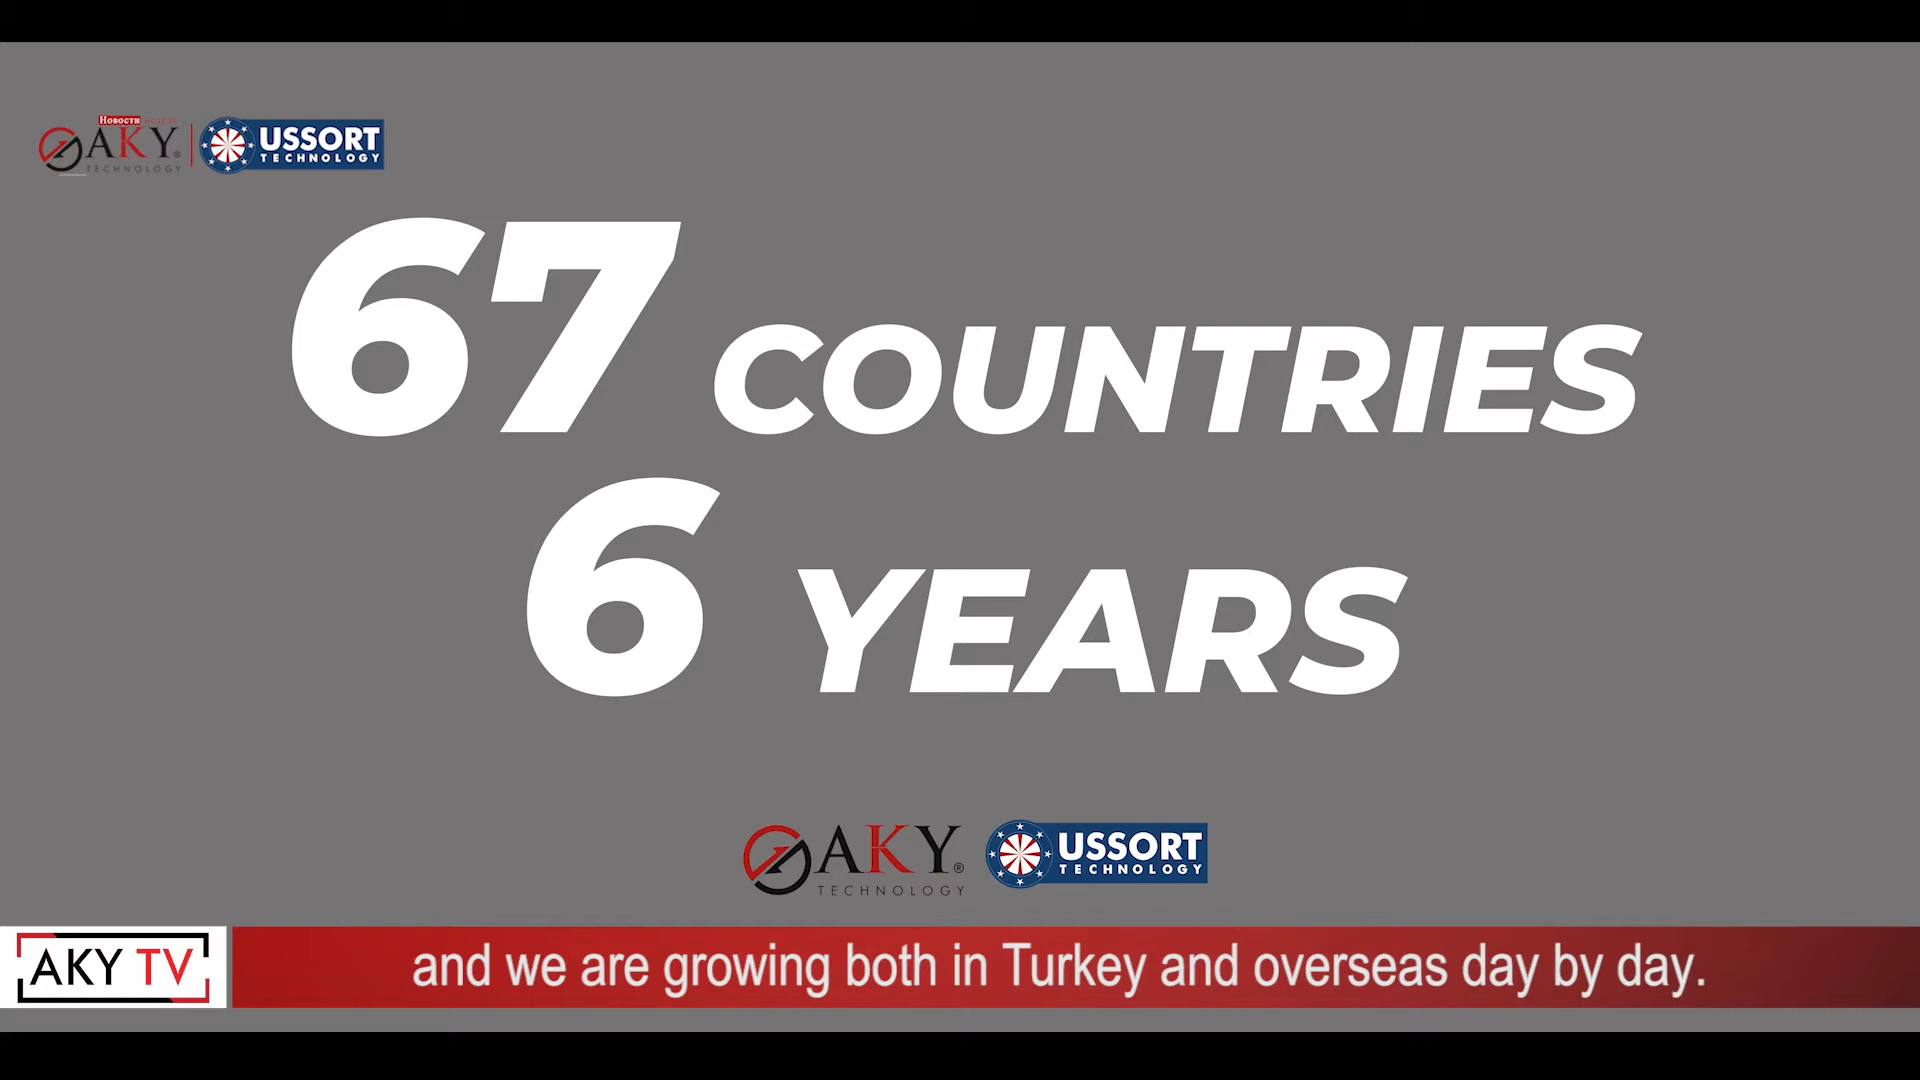 Новости
AKY®
TECHNOLOGY
USSORT
TECHNOLOGY
67 COUNTRIES
6 YEARS
AKY®
TECHNOLOGY
USSORT
TECHNOLOGY
AKY TV
and we are growing both in Turkey and overseas day by day.